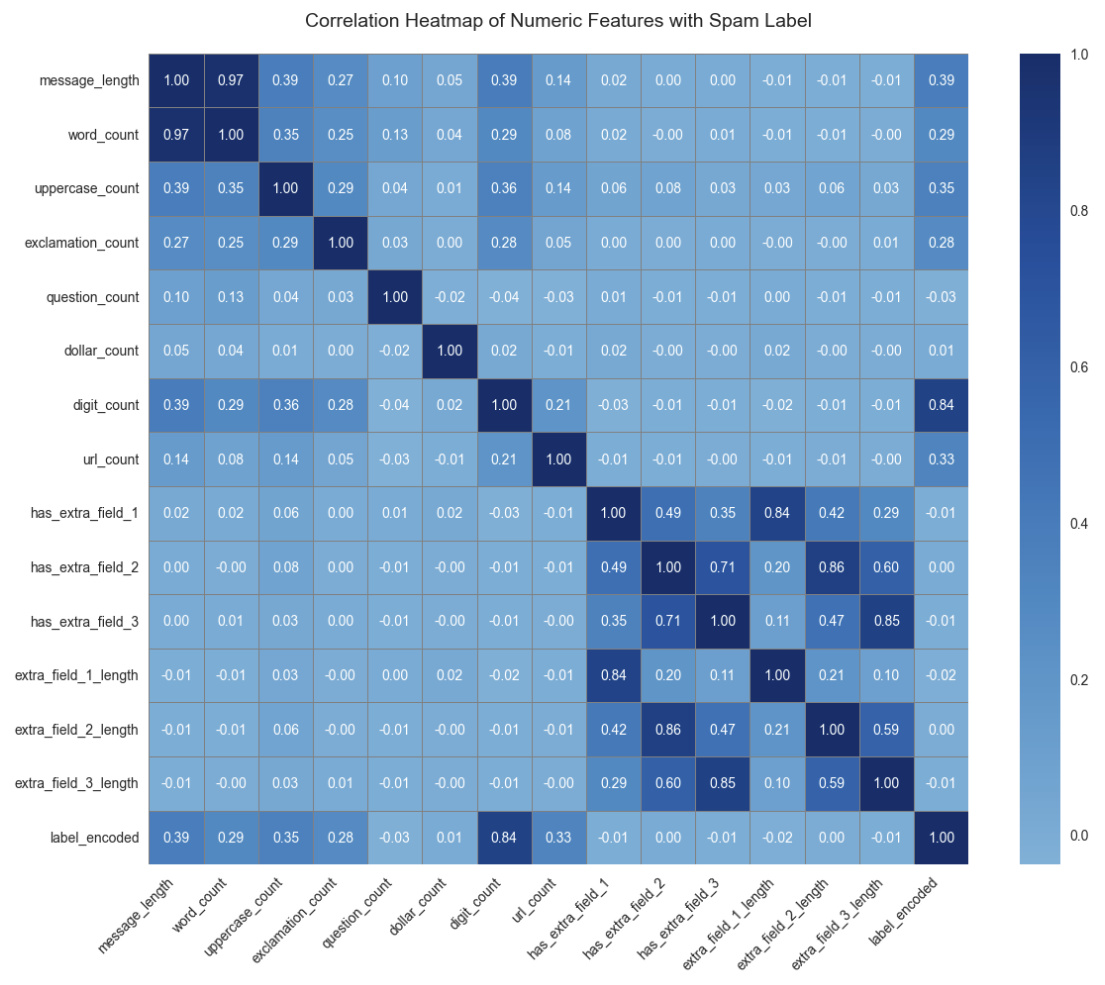 Correlation Heatmap of Numeric Features with Spam Label
message_length 1.00 0.97 0.39 0.27 0.10 0.05 0.39 0.14 0.02 0.00 0.00 -0.01 -0.01 -0.01 0.39
word_count 0.97 1.00 0.35 0.25 0.13 0.04 0.29 0.08 0.02 -0.00 0.01 -0.01 -0.01 -0.00 0.29
uppercase_count 0.39 0.35 1.00 0.29 0.04 0.01 0.36 0.14 0.06 0.08 0.03 0.03 0.06 0.03 0.35
exclamation_count 0.27 0.25 0.29 1.00 0.03 0.00 0.28 0.05 0.00 0.00 0.00 -0.00 -0.00 0.01 0.28
question_count 0.10 0.13 0.04 0.03 1.00 -0.02 -0.04 -0.03 0.01 -0.01 -0.01 0.00 -0.01 -0.01 -0.03
dollar_count 0.05 0.04 0.01 0.00 -0.02 1.00 0.02 -0.01 0.02 -0.00 -0.00 0.02 -0.00 -0.00 0.01
digit_count 0.39 0.29 0.36 0.28 -0.04 0.02 1.00 0.21 -0.03 -0.01 -0.01 -0.02 -0.01 -0.01 0.84
url_count 0.14 0.08 0.14 0.05 -0.03 -0.01 0.21 1.00 -0.01 -0.01 -0.00 -0.01 -0.01 -0.00 0.33
has_extra_field_1 0.02 0.02 0.06 0.00 0.01 0.02 -0.03 -0.01 1.00 0.49 0.35 0.84 0.42 0.29 -0.01
has_extra_field_2 0.00 -0.00 0.08 0.00 -0.01 -0.00 -0.01 -0.01 0.49 1.00 0.71 0.20 0.86 0.60 0.00
has_extra_field_3 0.00 0.01 0.03 0.00 -0.01 -0.00 -0.01 -0.00 0.35 0.71 1.00 0.11 0.47 0.85 -0.01
extra_field_1_length -0.01 -0.01 0.03 -0.00 0.00 0.02 -0.02 -0.01 0.84 0.20 0.11 1.00 0.21 0.10 -0.02
extra_field_2_length -0.01 -0.01 0.06 -0.00 -0.01 -0.00 -0.01 -0.01 0.42 0.86 0.47 0.21 1.00 0.59 0.00
extra_field_3_length -0.01 -0.00 0.03 0.01 -0.01 -0.00 -0.01 -0.00 0.29 0.60 0.85 0.10 0.59 1.00 -0.01
label_encoded 0.39 0.29 0.35 0.28 -0.03 0.01 0.84 0.33 -0.01 0.00 -0.01 -0.02 0.00 -0.01 1.00
message_length word_count uppercase_count exclamation_count question_count dollar_count digit_count url_count has_extra_field_1 has_extra_field_2 has_extra_field_3 extra_field_1_length extra_field_2_length extra_field_3_length label_encoded
1.0
0.8
0.6
0.4
0.2
0.0